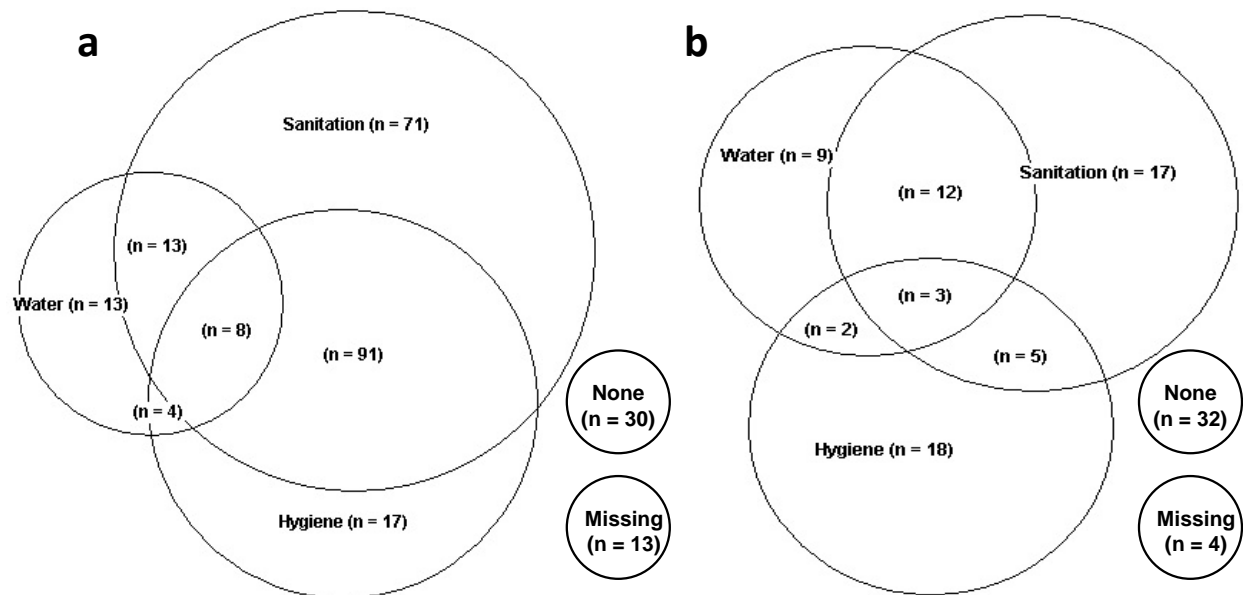 a
Sanitation (n = 71)
(n = 13)
Water (n = 13)
(n = 8)
(n = 91)
(n = 4)
Hygiene (n = 17)
None
(n = 30)
Missing
(n = 13)
b
Water (n = 9)
Sanitation (n = 17)
(n = 12)
(n = 3)
(n = 2)
(n = 5)
Hygiene (n = 18)
None
(n = 32)
Missing
(n = 4)